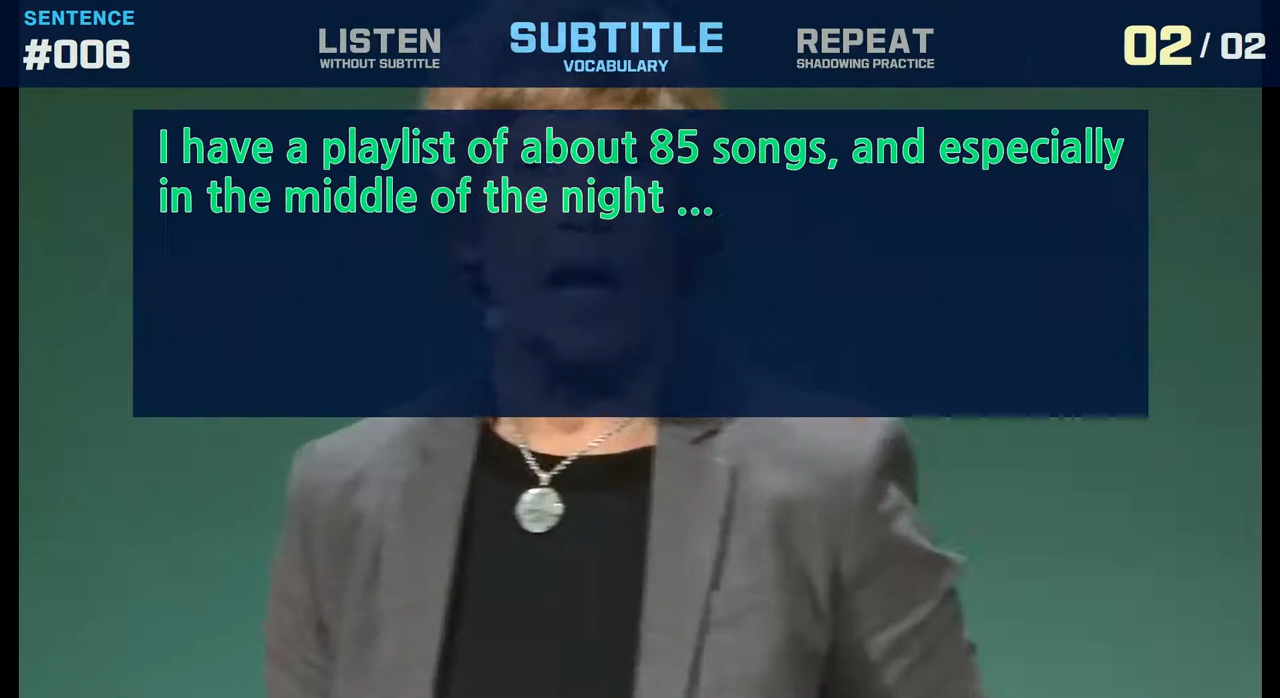 SENTENCE
#006
LISTEN
WITHOUT SUBTITLE
SUBTITLE
VOCABULARY
REPEAT
SHADOWING PRACTICE
02 / 02
I have a playlist of about 85 songs, and especially
in the middle of the night ...